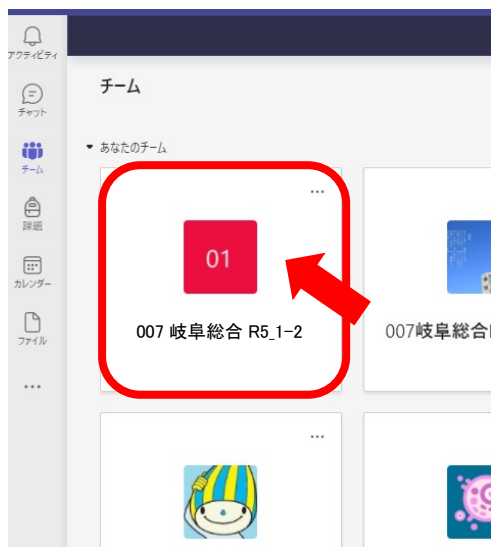 アクティビティ
チャット
チーム
課題
カレンダー
ファイル
...
チーム
あなたのチーム
...
01
007 岐阜総合 R5_1-2
007岐阜総合
...